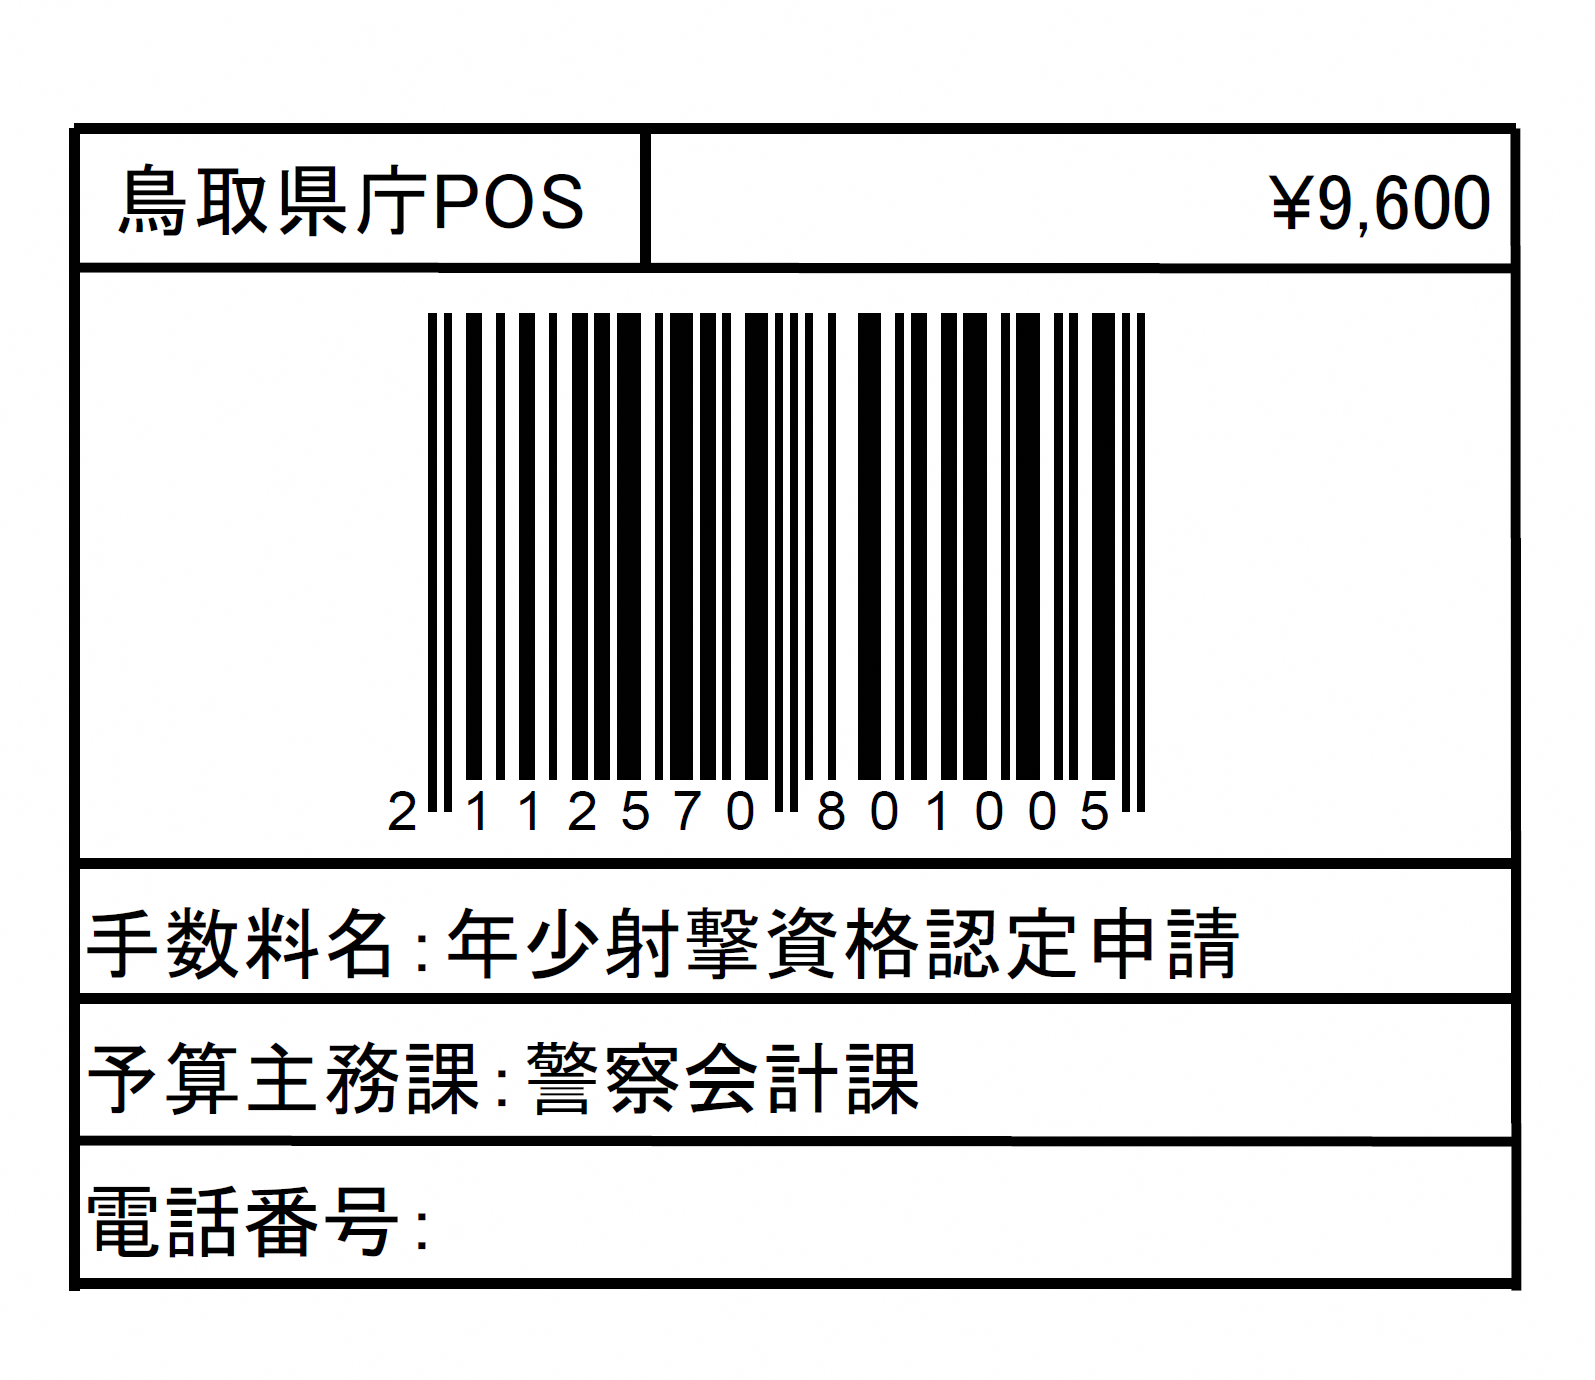 鳥取県庁POS ¥9,600
2 112570 801005
手数料名：年少射撃資格認定申請
予算主務課：警察会計課
電話番号：